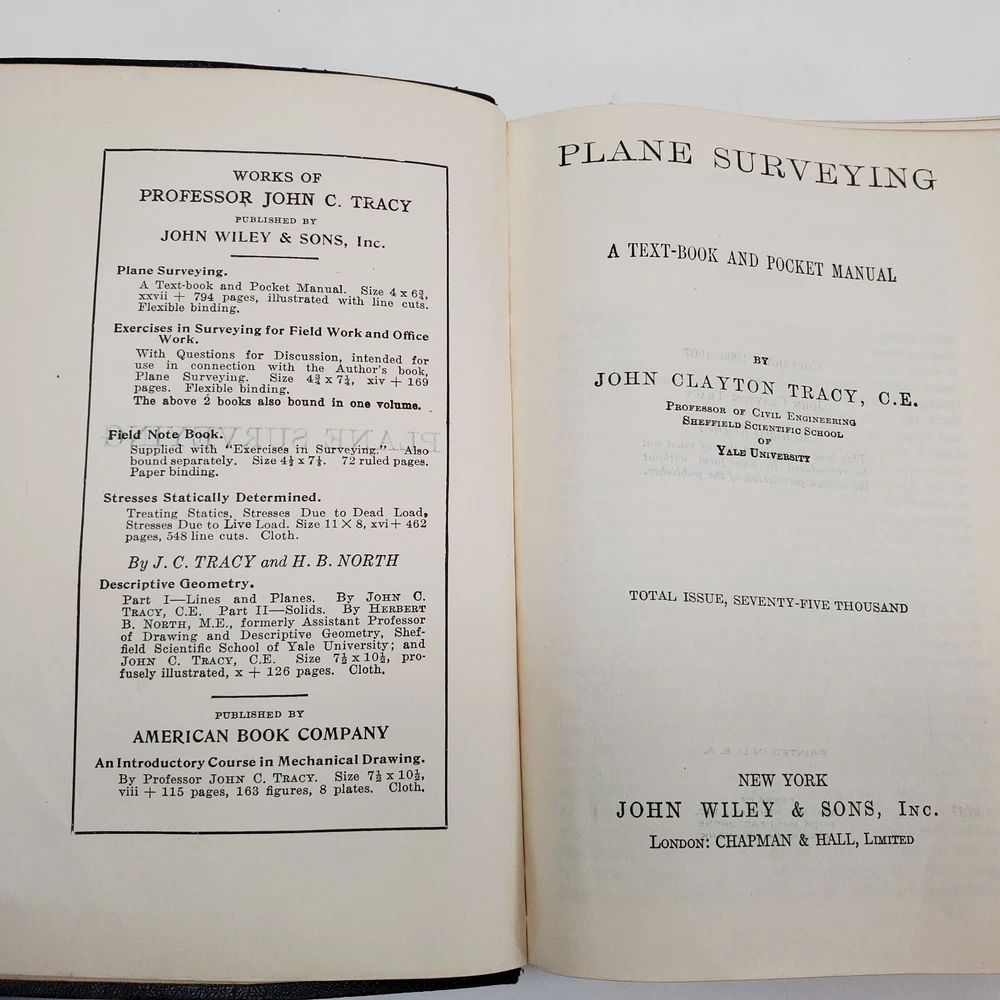 WORKS OF
PROFESSOR JOHN C. TRACY
PUBLISHED BY
JOHN WILEY & SONS, Inc.
Plane Surveying.
A Text-book and Pocket Manual. Size 4 x 6¾,
xxvii + 794 pages, illustrated with line cuts.
Flexible binding.
Exercises in Surveying for Field Work and Office
Work.
With Questions for Discussion, intended for
use in connection with the Author's book,
Plane Surveying. Size 4¾ x 7¼, xiv + 169
pages. Flexible binding.
The above 2 books also bound in one volume.
Field Note Book.
Supplied with "Exercises in Surveying." Also
bound separately. Size 4½ x 7¼. 72 ruled pages.
Paper binding.
Stresses Statically Determined.
Treating Statics, Stresses Due to Dead Load,
Stresses Due to Live Load. Size 11 × 8, xvi + 462
pages, 548 line cuts. Cloth.
By J. C. TRACY and H. B. NORTH
Descriptive Geometry.
Part I—Lines and Planes. By JOHN C.
TRACY, C.E. Part II—Solids. By HERBERT
B. NORTH, M.E., formerly Assistant Professor
of Drawing and Descriptive Geometry, Shef-
field Scientific School of Yale University; and
JOHN C. TRACY, C.E. Size 7½ x 10½, pro-
fusely illustrated, x + 126 pages. Cloth.
PUBLISHED BY
AMERICAN BOOK COMPANY
An Introductory Course in Mechanical Drawing.
By Professor JOHN C. TRACY. Size 7½ x 10½,
viii + 115 pages, 163 figures, 8 plates. Cloth.
PLANE SURVEYING
A TEXT-BOOK AND POCKET MANUAL
BY
JOHN CLAYTON TRACY, C.E.
PROFESSOR OF CIVIL ENGINEERING
SHEFFIELD SCIENTIFIC SCHOOL
OF
YALE UNIVERSITY
TOTAL ISSUE, SEVENTY-FIVE THOUSAND
NEW YORK
JOHN WILEY & SONS, INC.
LONDON: CHAPMAN & HALL, LIMITED